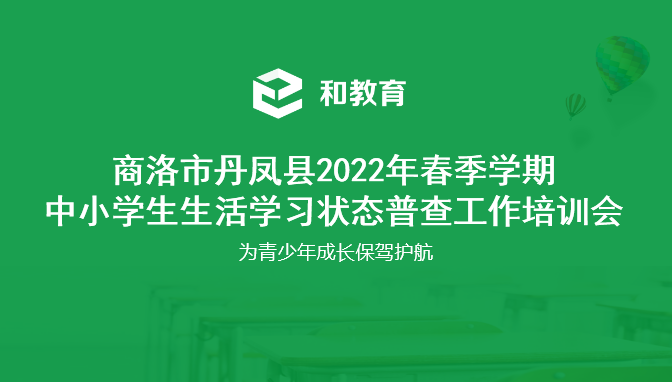 和教育
商洛市丹凤县2022年春季学期
中小学生生活学习状态普查工作培训会
为青少年成长保驾护航